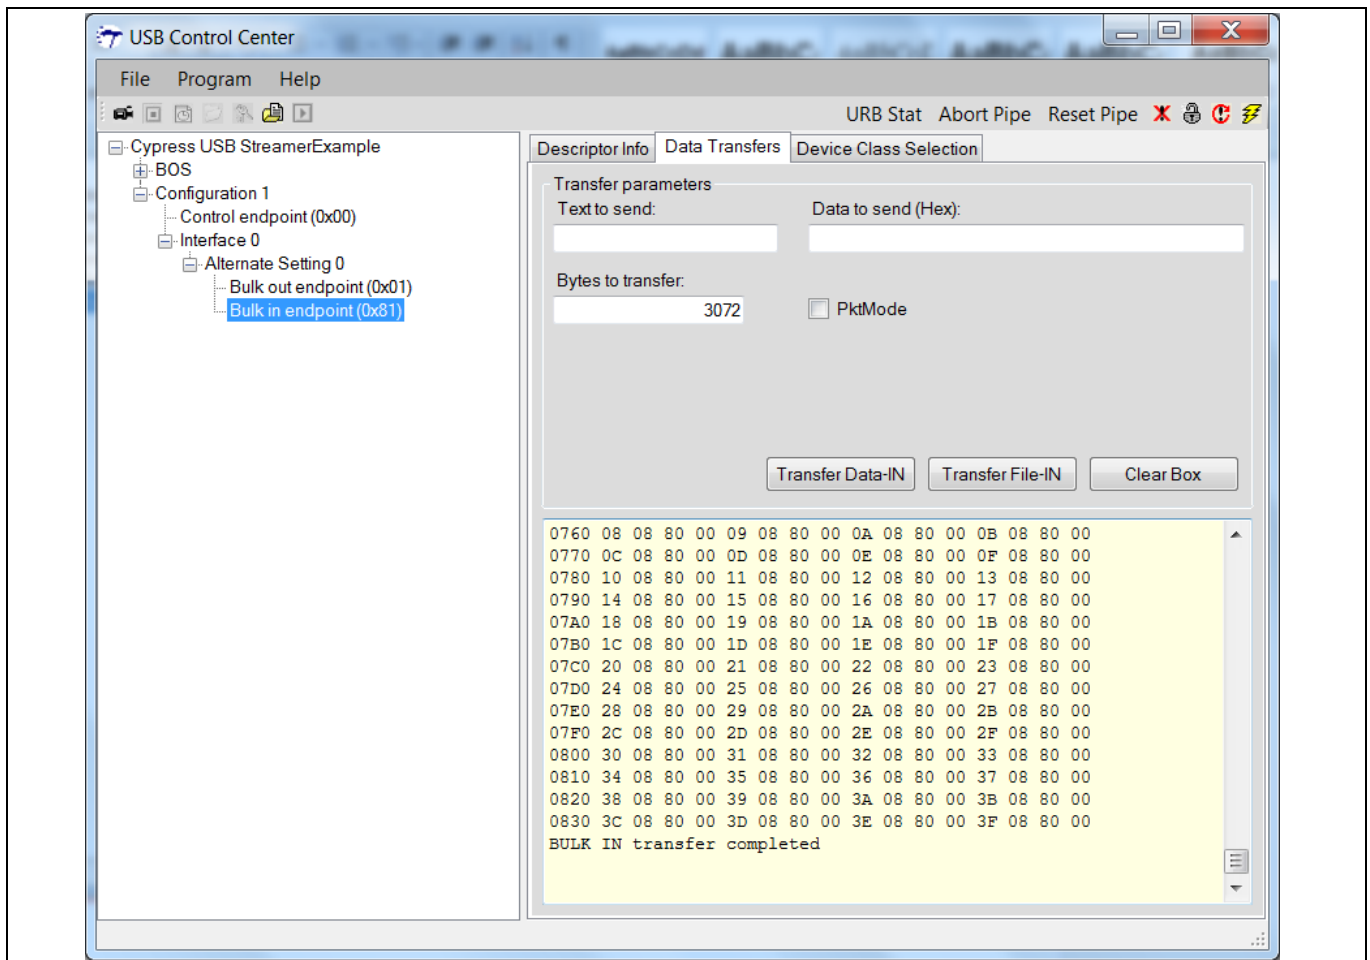 USB Control Center
File Program Help
URB Stat Abort Pipe Reset Pipe
Cypress USB StreamerExample
BOS
Configuration 1
Control endpoint (0x00)
Interface 0
Alternate Setting 0
Bulk out endpoint (0x01)
Bulk in endpoint (0x81)
Descriptor Info Data Transfers Device Class Selection
Transfer parameters
Text to send: Data to send (Hex):
Bytes to transfer:
3072 PktMode
Transfer Data-IN Transfer File-IN Clear Box
0760 08 08 80 00 09 08 80 00 0A 08 80 00 0B 08 80 00
0770 0C 08 80 00 0D 08 80 00 0E 08 80 00 0F 08 80 00
0780 10 08 80 00 11 08 80 00 12 08 80 00 13 08 80 00
0790 14 08 80 00 15 08 80 00 16 08 80 00 17 08 80 00
07A0 18 08 80 00 19 08 80 00 1A 08 80 00 1B 08 80 00
07B0 1C 08 80 00 1D 08 80 00 1E 08 80 00 1F 08 80 00
07C0 20 08 80 00 21 08 80 00 22 08 80 00 23 08 80 00
07D0 24 08 80 00 25 08 80 00 26 08 80 00 27 08 80 00
07E0 28 08 80 00 29 08 80 00 2A 08 80 00 2B 08 80 00
07F0 2C 08 80 00 2D 08 80 00 2E 08 80 00 2F 08 80 00
0800 30 08 80 00 31 08 80 00 32 08 80 00 33 08 80 00
0810 34 08 80 00 35 08 80 00 36 08 80 00 37 08 80 00
0820 38 08 80 00 39 08 80 00 3A 08 80 00 3B 08 80 00
0830 3C 08 80 00 3D 08 80 00 3E 08 80 00 3F 08 80 00
BULK IN transfer completed